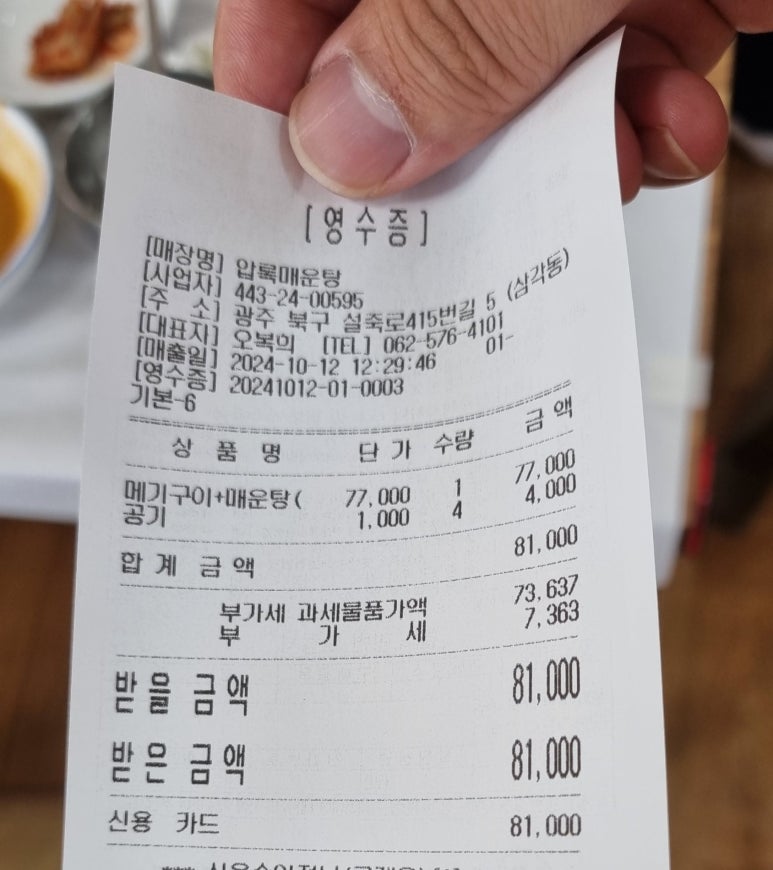 [영수증]
[매장명] 압록매운탕
[사업자] 443-24-00595
[주 소] 광주 북구 설죽로415번길 5 (삼각동)
[대표자] 오복의 [TEL] 062-576-4101
[매출일] 2024-10-12 12:29:46 01-
[영수증] 20241012-01-0003
기본-6
상 품 명 단 가 수량 금 액
메기구이+매운탕( 77,000 1 77,000
공기 1,000 4 4,000
합 계 금 액 81,000
부가세 과세물품가액 73,637
부 가 세 7,363
받 을 금 액 81,000
받 은 금 액 81,000
신용 카드 81,000